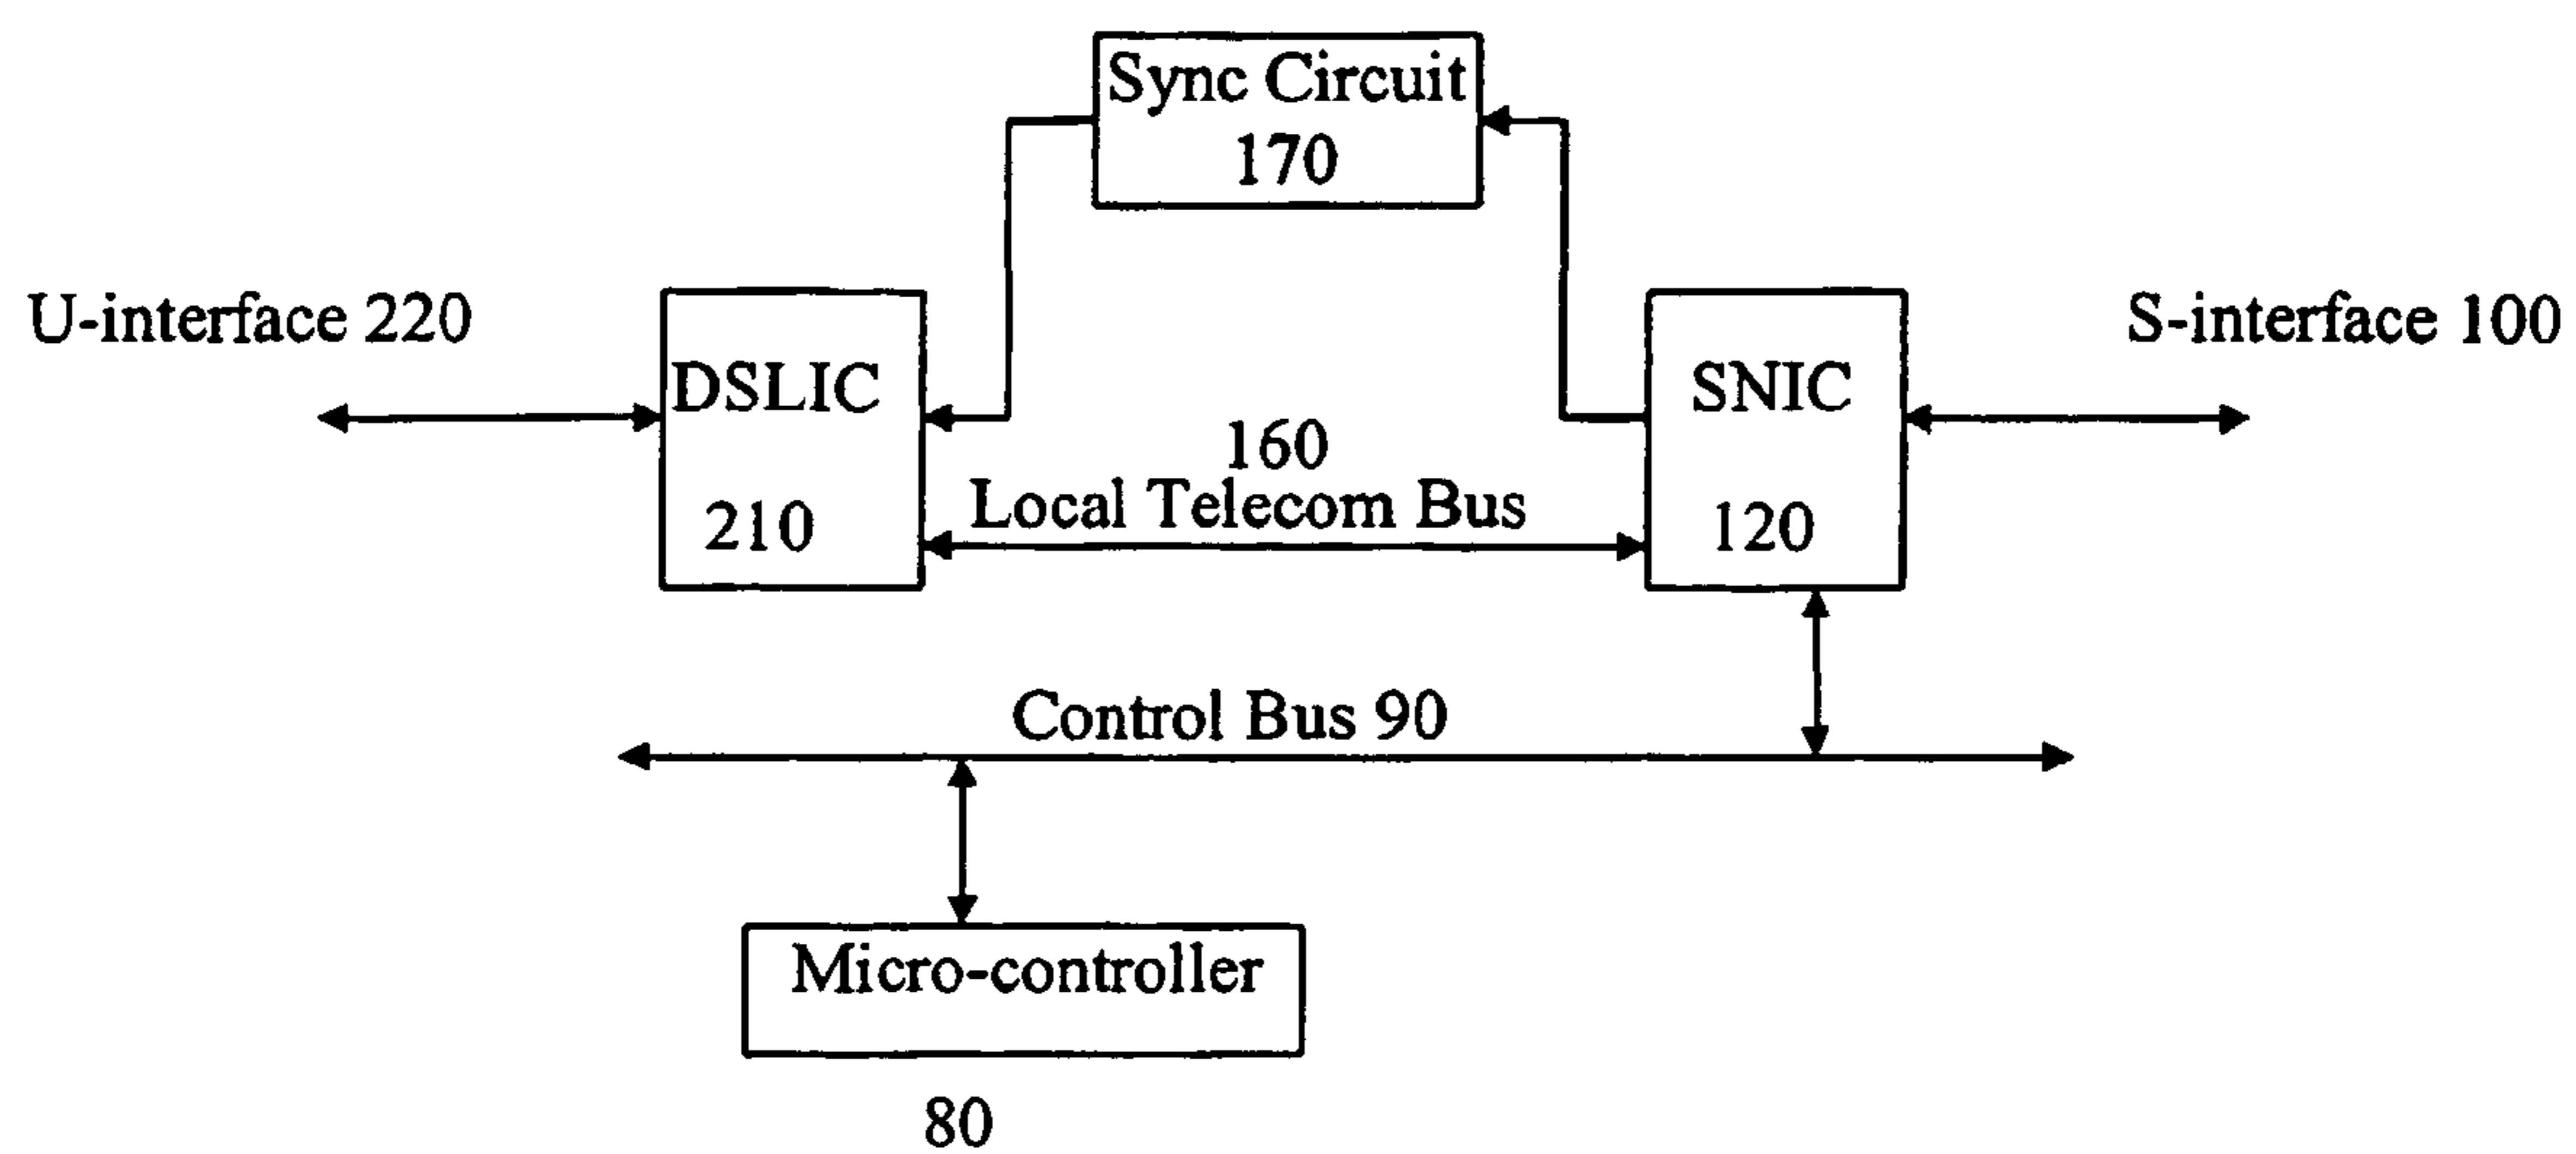 Sync Circuit
170
U-interface 220
S-interface 100
DSLIC
210
SNIC
120
160
Local Telecom Bus
Control Bus 90
Micro-controller
80